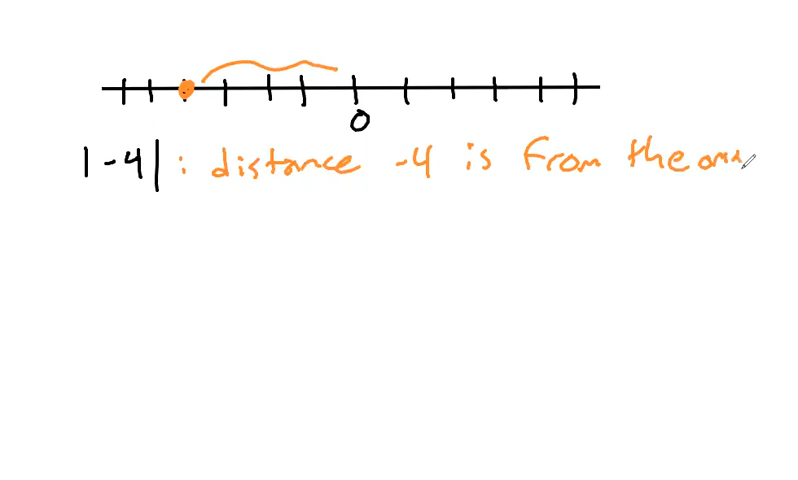 0
|-4| : distance -4 is from the